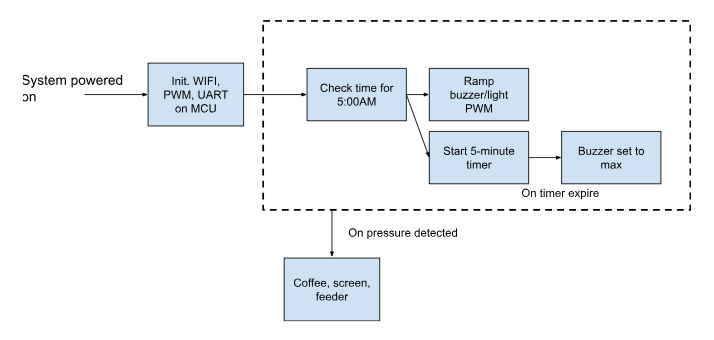 System powered
on
Init. WIFI,
PWM, UART
on MCU
Check time for
5:00AM
Ramp
buzzer/light
PWM
Start 5-minute
timer
Buzzer set to
max
On timer expire
On pressure detected
Coffee, screen,
feeder